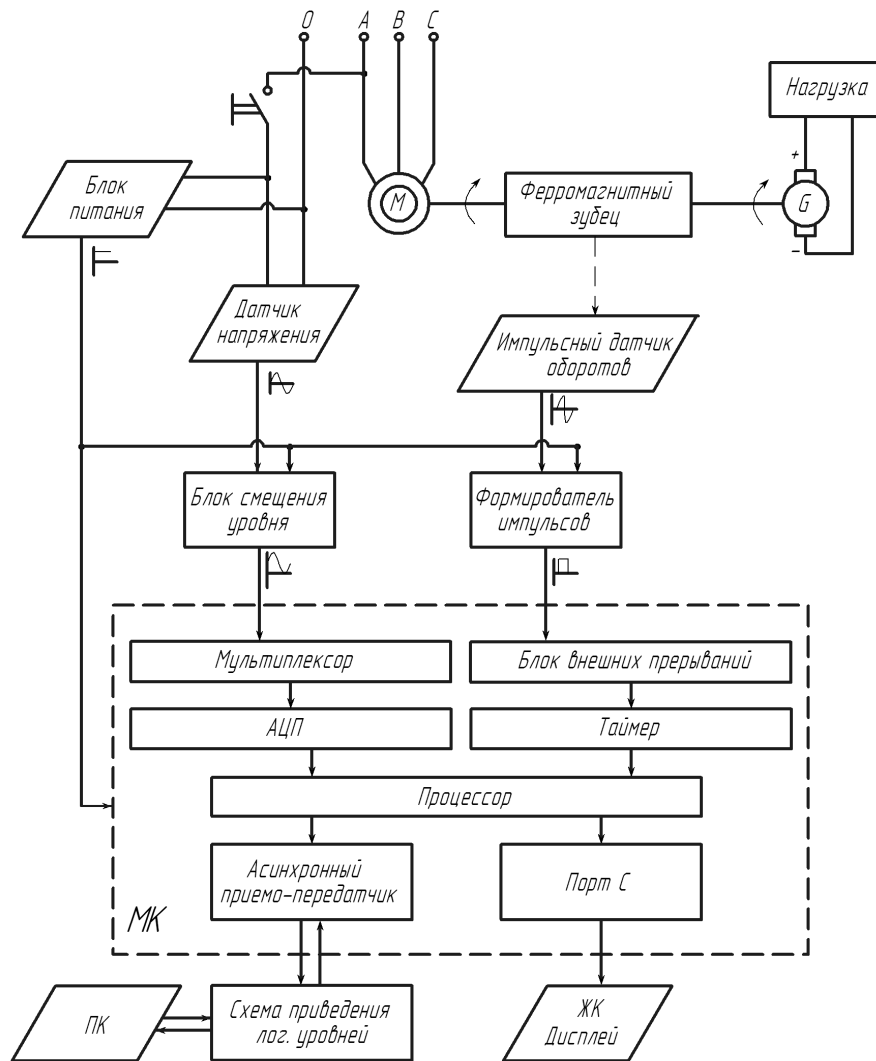 O A B C
Нагрузка
Блок
питания
+
М
Ферромагнитный
зубец
G
-
Датчик
напряжения
Импульсный датчик
оборотов
Блок смещения
уровня
Формирователь
импульсов
Мультиплексор
Блок внешних прерываний
АЦП
Таймер
Процессор
Асинхронный
приемо-передатчик
Порт С
МК
ПК
Схема приведения
лог. уровней
ЖК
Дисплей